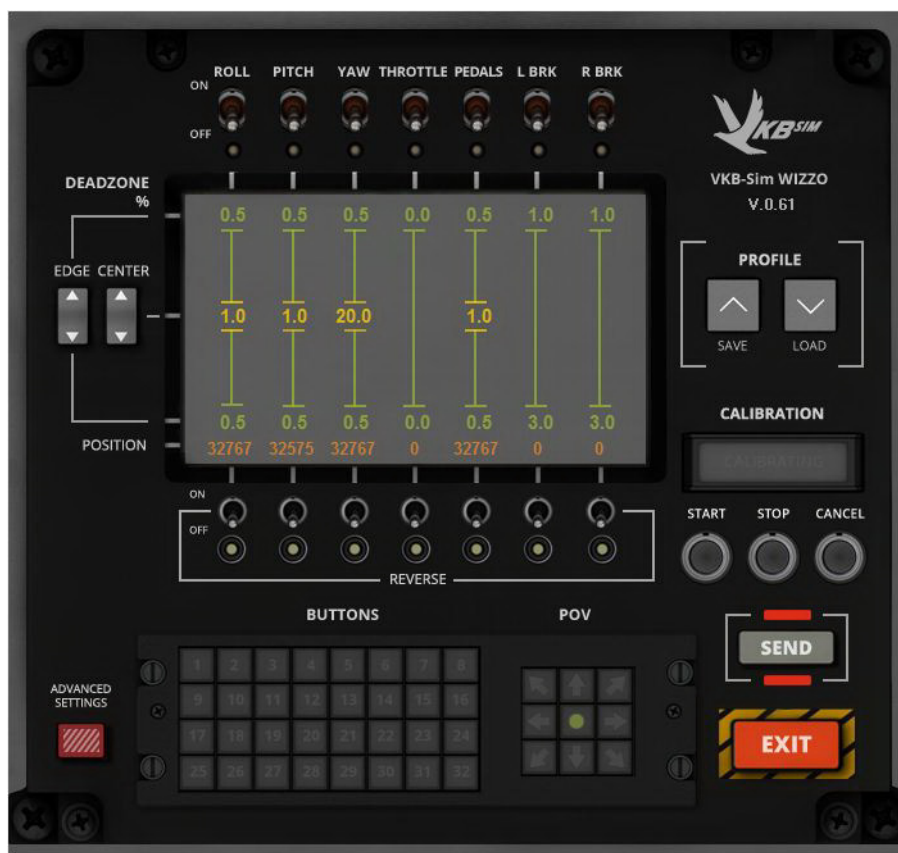 ROLL PITCH YAW THROTTLE PEDALS L BRK R BRK
ON
OFF
VKBSIM
VKB-Sim WIZZO
V.0.61
DEADZONE
%
EDGE CENTER
0.5 0.5 0.5 0.0 0.5 1.0 1.0
1.0 1.0 20.0 1.0
0.5 0.5 0.5 0.0 0.5 3.0 3.0
POSITION
32767 32575 32767 0 32767 0 0
PROFILE
SAVE LOAD
CALIBRATION
CALIBRATING
START STOP CANCEL
ON
OFF
REVERSE
BUTTONS
1 2 3 4 5 6 7 8
9 10 11 12 13 14 15 16
17 18 19 20 21 22 23 24
25 26 27 28 29 30 31 32
POV
ADVANCED
SETTINGS
SEND
EXIT